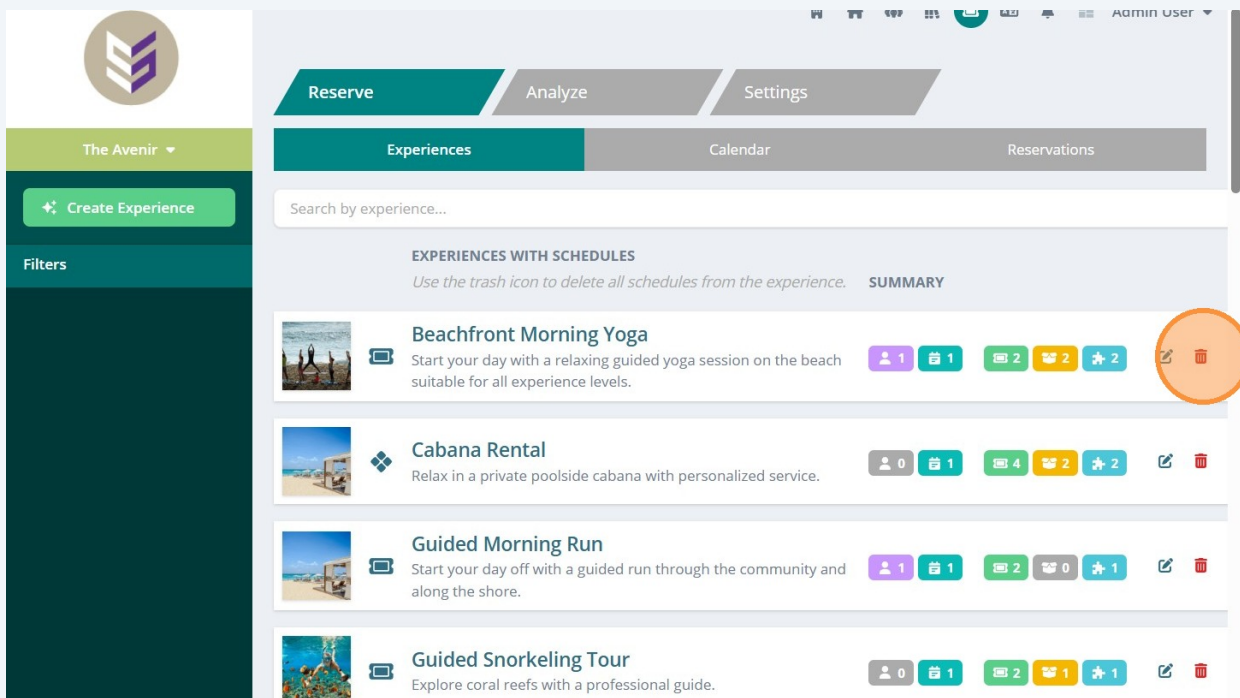 Admin User
The Avenir
Create Experience
Filters
Reserve
Analyze
Settings
Experiences
Calendar
Reservations
Search by experience...
EXPERIENCES WITH SCHEDULES
Use the trash icon to delete all schedules from the experience.
SUMMARY
Beachfront Morning Yoga
Start your day with a relaxing guided yoga session on the beach
suitable for all experience levels.
1 1 2 2 2
Cabana Rental
Relax in a private poolside cabana with personalized service.
0 1 4 2 2
Guided Morning Run
Start your day off with a guided run through the community and
along the shore.
1 1 2 0 1
Guided Snorkeling Tour
Explore coral reefs with a professional guide.
0 1 2 1 1